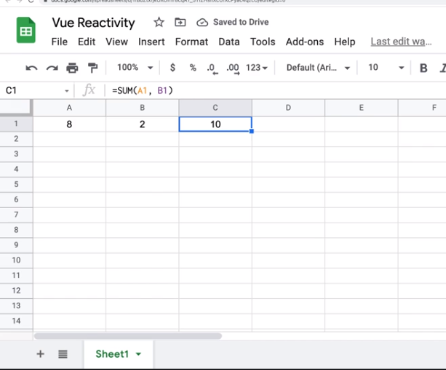 Vue Reactivity Saved to Drive
File Edit View Insert Format Data Tools Add-ons Help Last edit wa...
100% $ % .0 .00 123 Default (Ari... 10 B
C1 fx =SUM(A1, B1)
A B C D E F
1 8 2 10
2
3
4
5
6
7
8
9
10
11
12
13
14
+ Sheet1